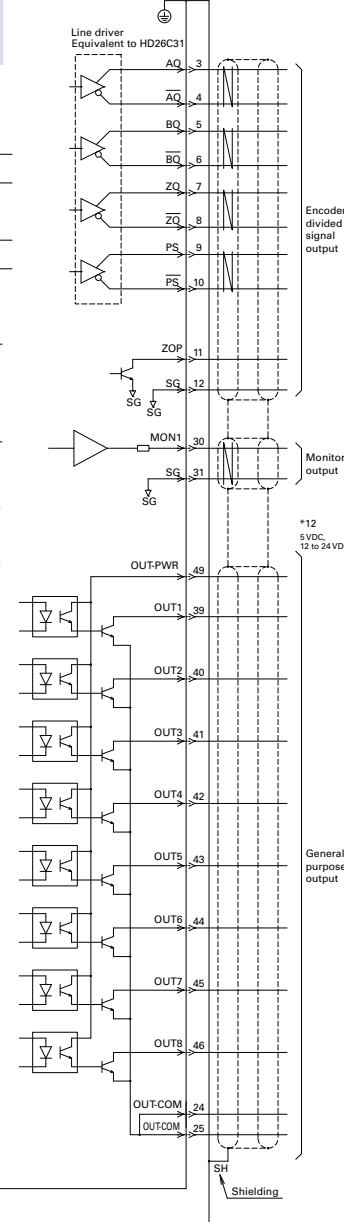 Line driver
Equivalent to HD26C31
AQ 3
AQ 4
BQ 5
BQ 6
ZQ 7
ZQ 8
PS 9
PS 10
Encoder
divided
signal
output
ZOP 11
SG 12
SG
SG
MON1 30
SG 31
SG
Monitor
output
*12
5 VDC,
12 to 24 VD
OUT-PWR 49
OUT1 39
OUT2 40
OUT3 41
OUT4 42
OUT5 43
OUT6 44
OUT7 45
OUT8 46
General
purpose
output
OUT-COM 24
OUT-COM 25
SH
Shielding